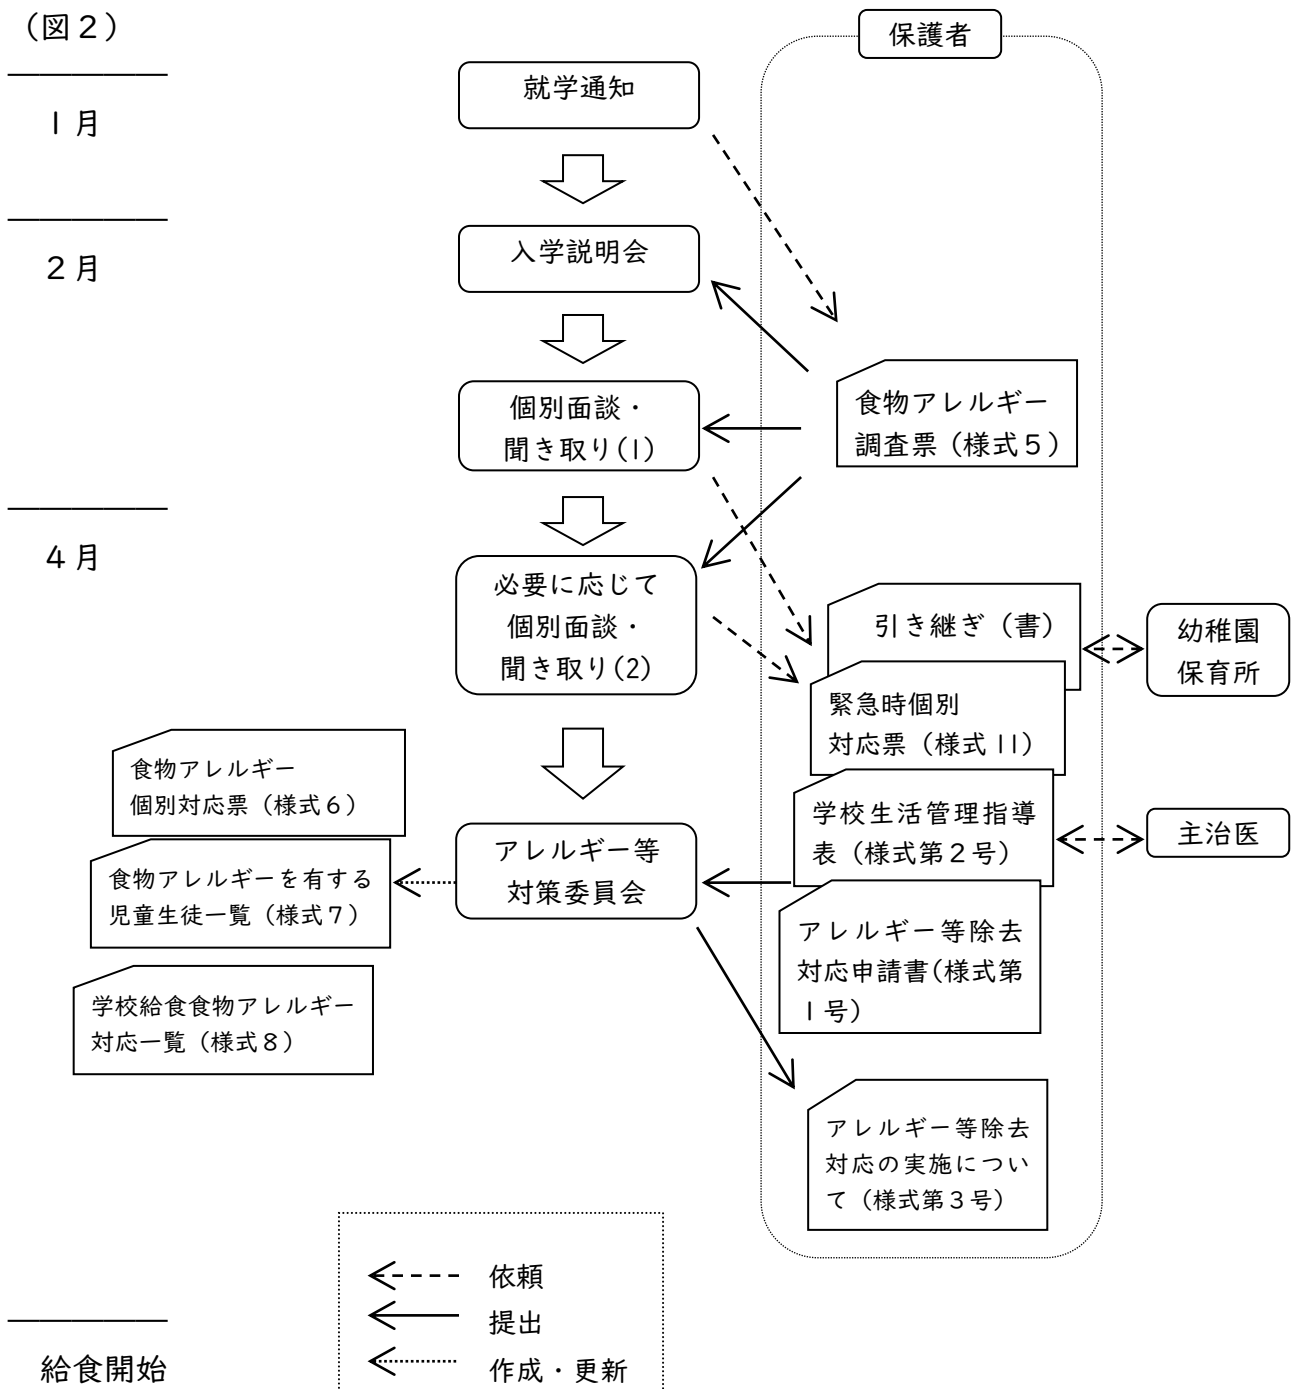 （図２）
保護者
就学通知
１月
入学説明会
２月
個別面談・
聞き取り(1)
食物アレルギー
調査票（様式５）
４月
必要に応じて
個別面談・
聞き取り(2)
引き継ぎ（書）
幼稚園
保育所
緊急時個別
対応票（様式11）
食物アレルギー
個別対応票（様式６）
学校生活管理指導
表（様式第２号）
主治医
アレルギー等
対策委員会
食物アレルギーを有する
児童生徒一覧（様式７）
アレルギー等除去
対応申請書（様式第
１号）
学校給食食物アレルギー
対応一覧（様式８）
アレルギー等除去
対応の実施につい
て（様式第３号）
依頼
提出
作成・更新
給食開始